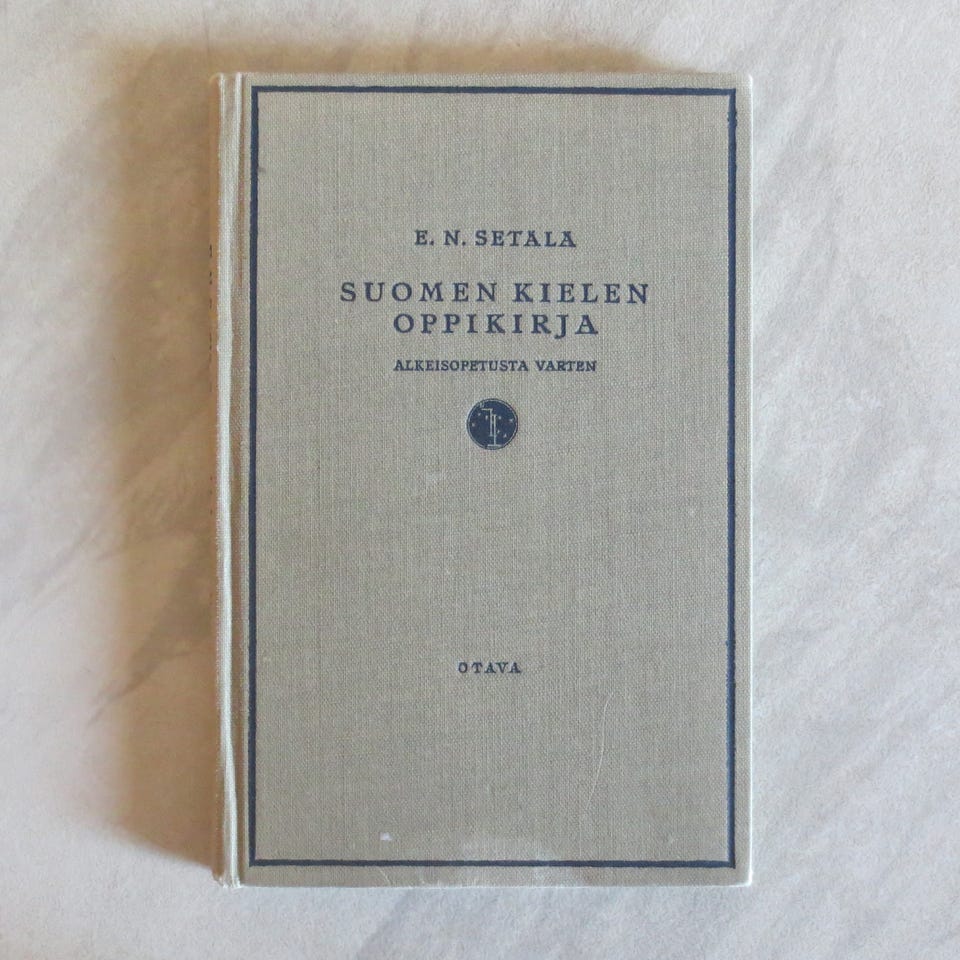 E. N. SETALA
SUOMEN KIELEN
OPPIKIRJA
ALKEISOPETUSTA VARTEN
OTAVA